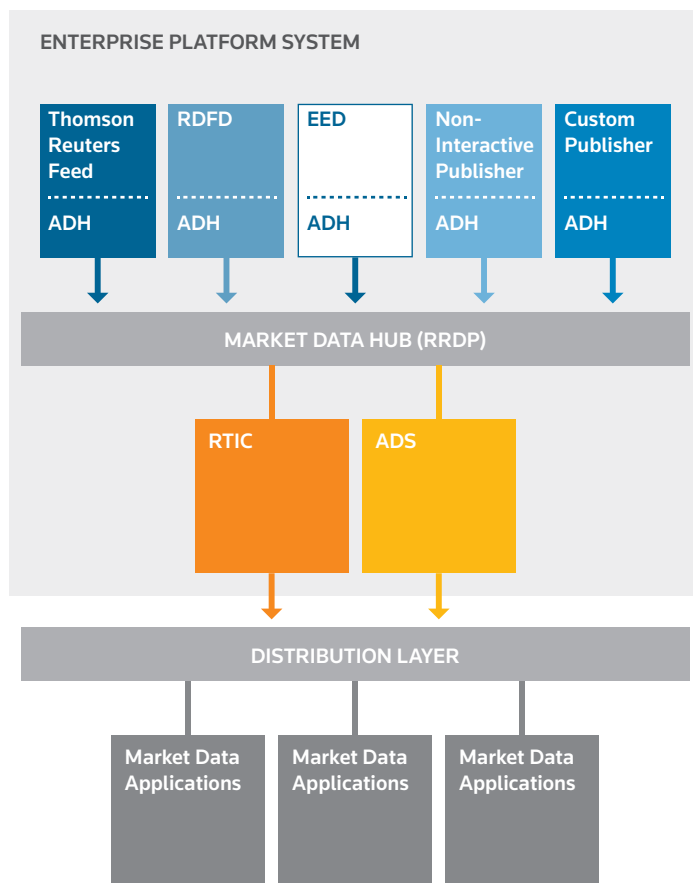 ENTERPRISE PLATFORM SYSTEM
Thomson
Reuters
Feed
ADH
RDFD
ADH
EED
ADH
Non-
Interactive
Publisher
ADH
Custom
Publisher
ADH
MARKET DATA HUB (RRDP)
RTIC
ADS
DISTRIBUTION LAYER
Market Data
Applications
Market Data
Applications
Market Data
Applications